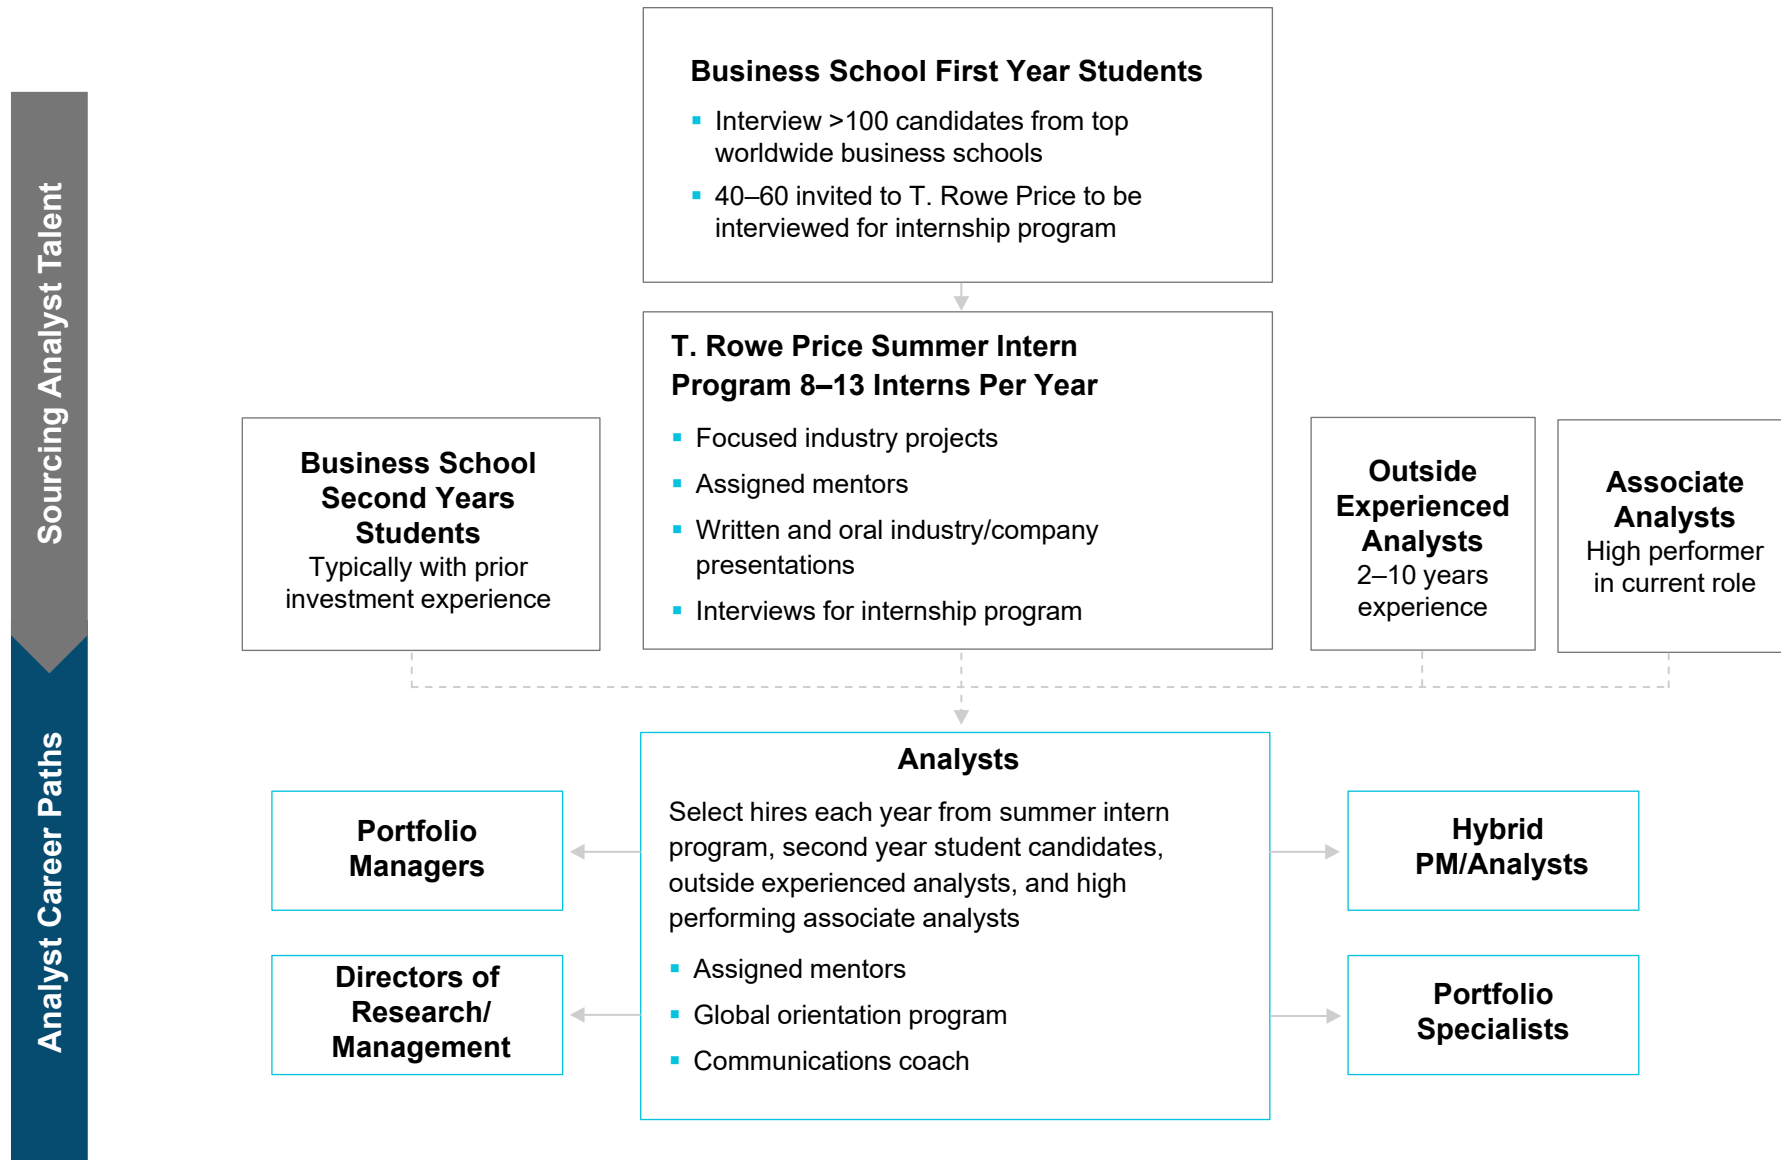 Sourcing Analyst Talent
Business School First Year Students
▪ Interview >100 candidates from top
worldwide business schools
▪ 40–60 invited to T. Rowe Price to be
interviewed for internship program
T. Rowe Price Summer Intern
Program 8–13 Interns Per Year
▪ Focused industry projects
▪ Assigned mentors
▪ Written and oral industry/company
presentations
▪ Interviews for internship program
Business School
Second Years
Students
Typically with prior
investment experience
Outside
Experienced
Analysts
2–10 years
experience
Associate
Analysts
High performer
in current role
Analyst Career Paths
Analysts
Select hires each year from summer intern
program, second year student candidates,
outside experienced analysts, and high
performing associate analysts
▪ Assigned mentors
▪ Global orientation program
▪ Communications coach
Portfolio
Managers
Directors of
Research/
Management
Hybrid
PM/Analysts
Portfolio
Specialists